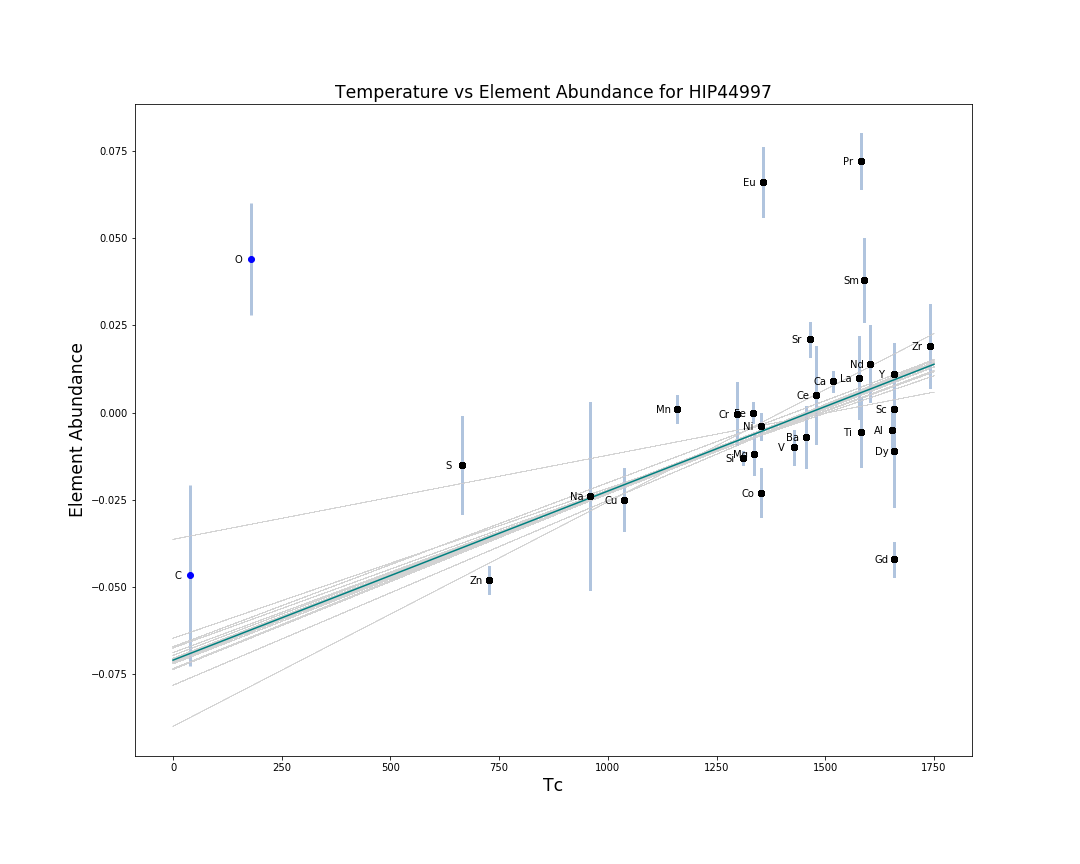 Temperature vs Element Abundance for HIP44997
0.075
0.050
0.025
0.000
−0.025
−0.050
−0.075
Element Abundance
0
250
500
750
1000
1250
1500
1750
Tc
C
O
S
Zn
Na
Cu
Mn
Cr
Fe
Ni
Si
Mg
Co
Eu
V
Ba
Sr
Ce
Ca
La
Ti
Pr
Sm
Nd
Y
Sc
Al
Dy
Gd
Zr